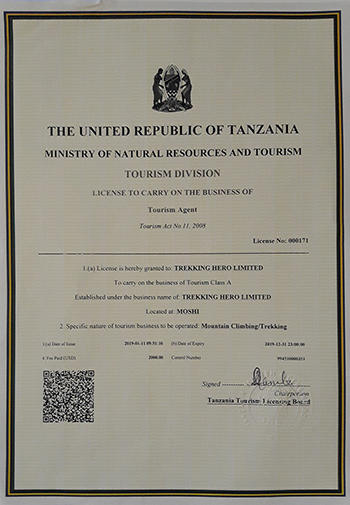 THE UNITED REPUBLIC OF TANZANIA
MINISTRY OF NATURAL RESOURCES AND TOURISM
TOURISM DIVISION
LICENSE TO CARRY ON THE BUSINESS OF
Tourism Agent
Tourism Act No 11, 2008
License No: 000171
1.(a) License is hereby granted to: TREKKING HERO LIMITED
To carry on the business of Tourism Class A
Established under the business name of: TREKKING HERO LIMITED
Located at: MOSHI
2. Specific nature of tourism business to be operated: Mountain Climbing/Trekking
3.(a) Date of Issue 2019-01-11 09:51:16 (b) Date of Expiry 2019-12-31 23:00:00
4. Fee Paid (USD) 2000.00 Control Number
Signed
Chairperson
Tanzania Tourism Licensing Board